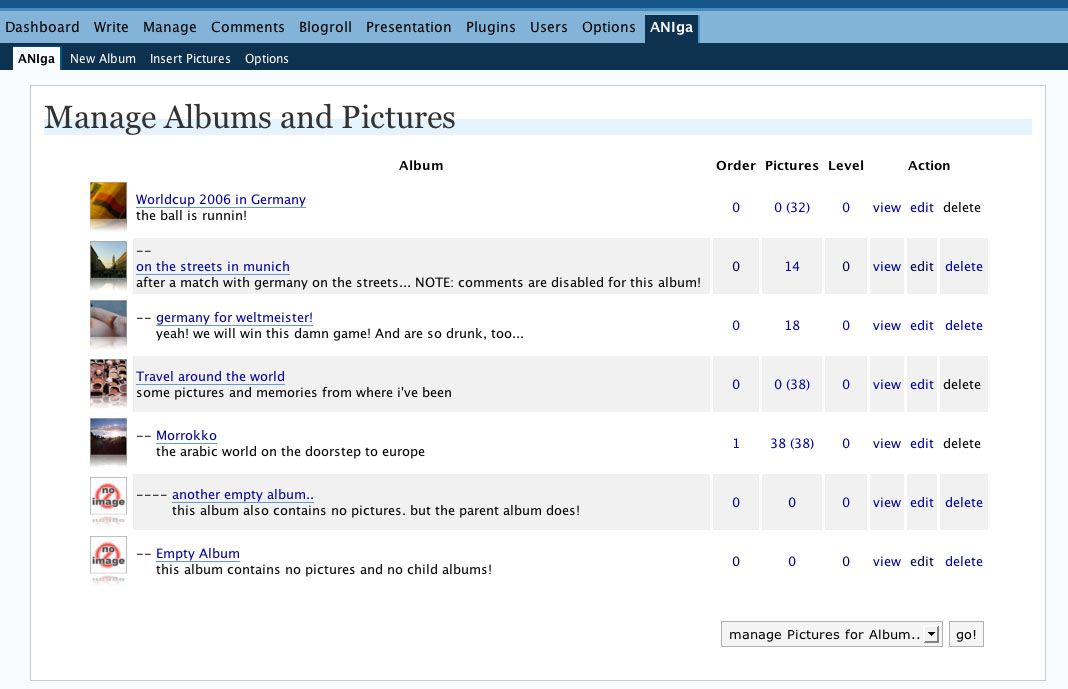 Dashboard Write Manage Comments Blogroll Presentation Plugins Users Options ANIga
ANIga New Album Insert Pictures Options
Manage Albums and Pictures
Album Order Pictures Level Action
Worldcup 2006 in Germany
the ball is runnin!
0 0 (32) 0 view edit delete
--
on the streets in munich
after a match with germany on the streets... NOTE: comments are disabled for this album!
0 14 0 view edit delete
-- germany for weltmeister!
yeah! we will win this damn game! And are so drunk, too...
0 18 0 view edit delete
Travel around the world
some pictures and memories from where i've been
0 0 (38) 0 view edit delete
-- Morrokko
the arabic world on the doorstep to europe
1 38 (38) 0 view edit delete
no image
---- another empty album..
this album also contains no pictures. but the parent album does!
0 0 0 view edit delete
no image
-- Empty Album
this album contains no pictures and no child albums!
0 0 0 view edit delete
manage Pictures for Album.. go!